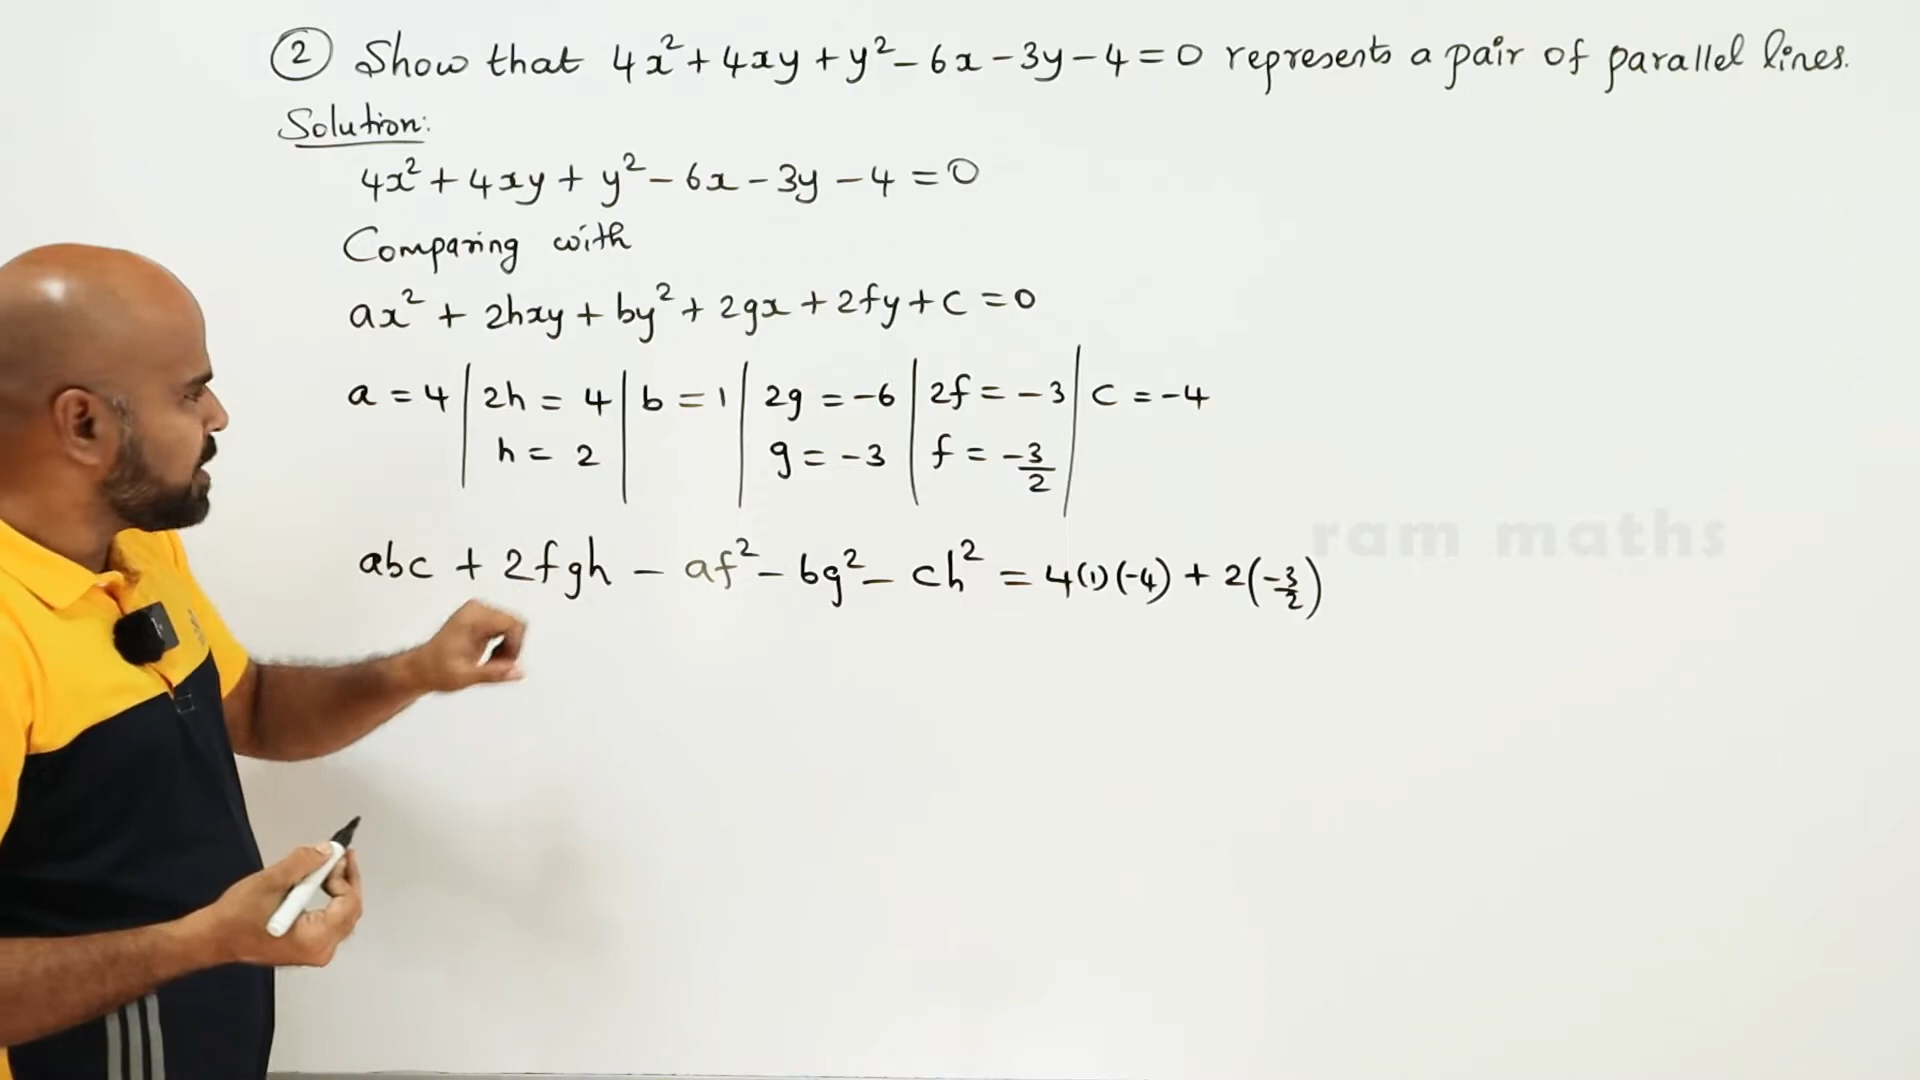 ② Show that 4x² + 4xy + y² - 6x - 3y - 4 = 0 represents a pair of parallel lines.
Solution:
4x² + 4xy + y² - 6x - 3y - 4 = 0
Comparing with
ax² + 2hxy + by² + 2gx + 2fy + c = 0
a = 4 | 2h = 4 | b = 1 | 2g = -6 | 2f = -3 | c = -4
h = 2 | g = -3 | f = -3/2
ram maths
abc + 2fgh - af² - bg² - ch² = 4(1)(-4) + 2(-3/2)